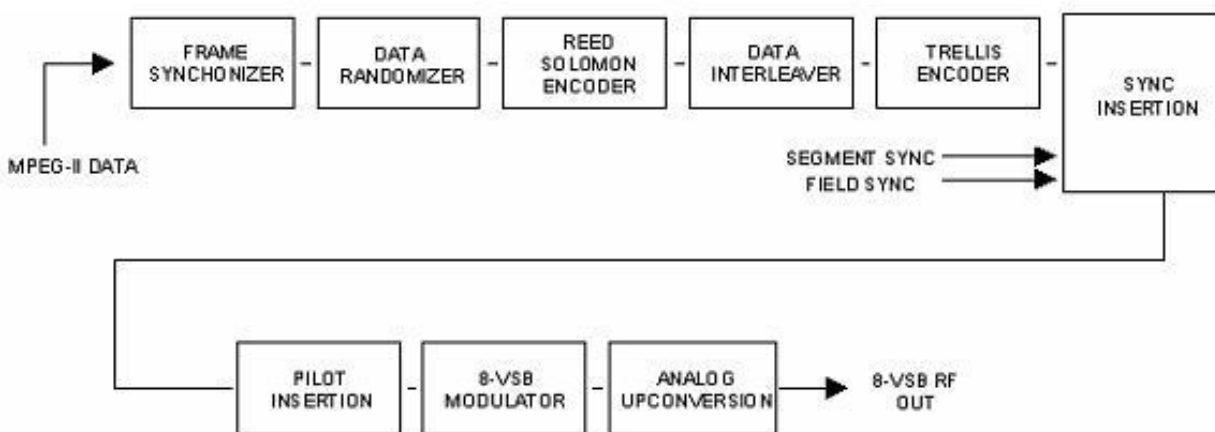 FRAME
SYNCHONIZER
DATA
RANDOMIZER
REED
SOLOMON
ENCODER
DATA
INTERLEAVER
TRELLIS
ENCODER
SYNC
INSERTION
MPEG-II DATA
SEGMENT SYNC
FIELD SYNC
PILOT
INSERTION
8-VSB
MODULATOR
ANALOG
UPCONVERSION
8-VSB RF
OUT